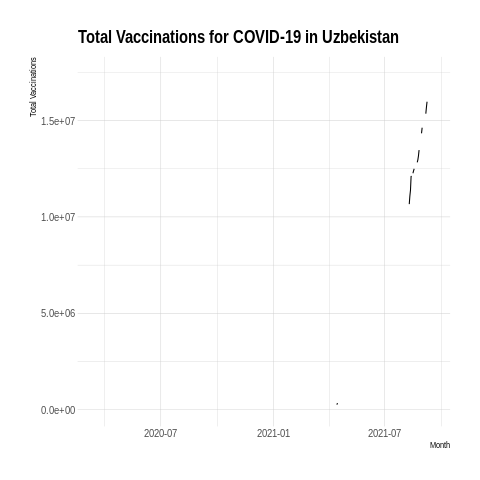 Total Vaccinations for COVID-19 in Uzbekistan
Total Vaccinations
1.5e+07
1.0e+07
5.0e+06
0.0e+00
2020-07
2021-01
2021-07
Month